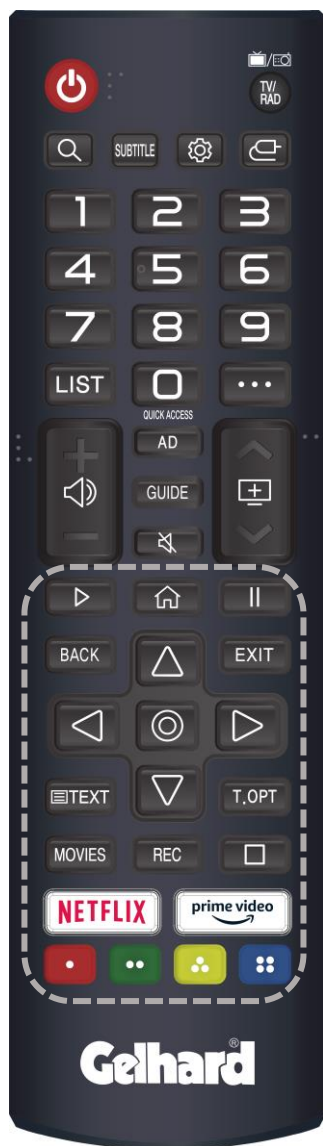 TV/
RAD
SUBTITLE
1 2 3
4 5 6
7 8 9
LIST 0 ...
QUICK ACCESS
AD
GUIDE
BACK EXIT
TEXT T.OPT
MOVIES REC
NETFLIX prime video
Gelhard®